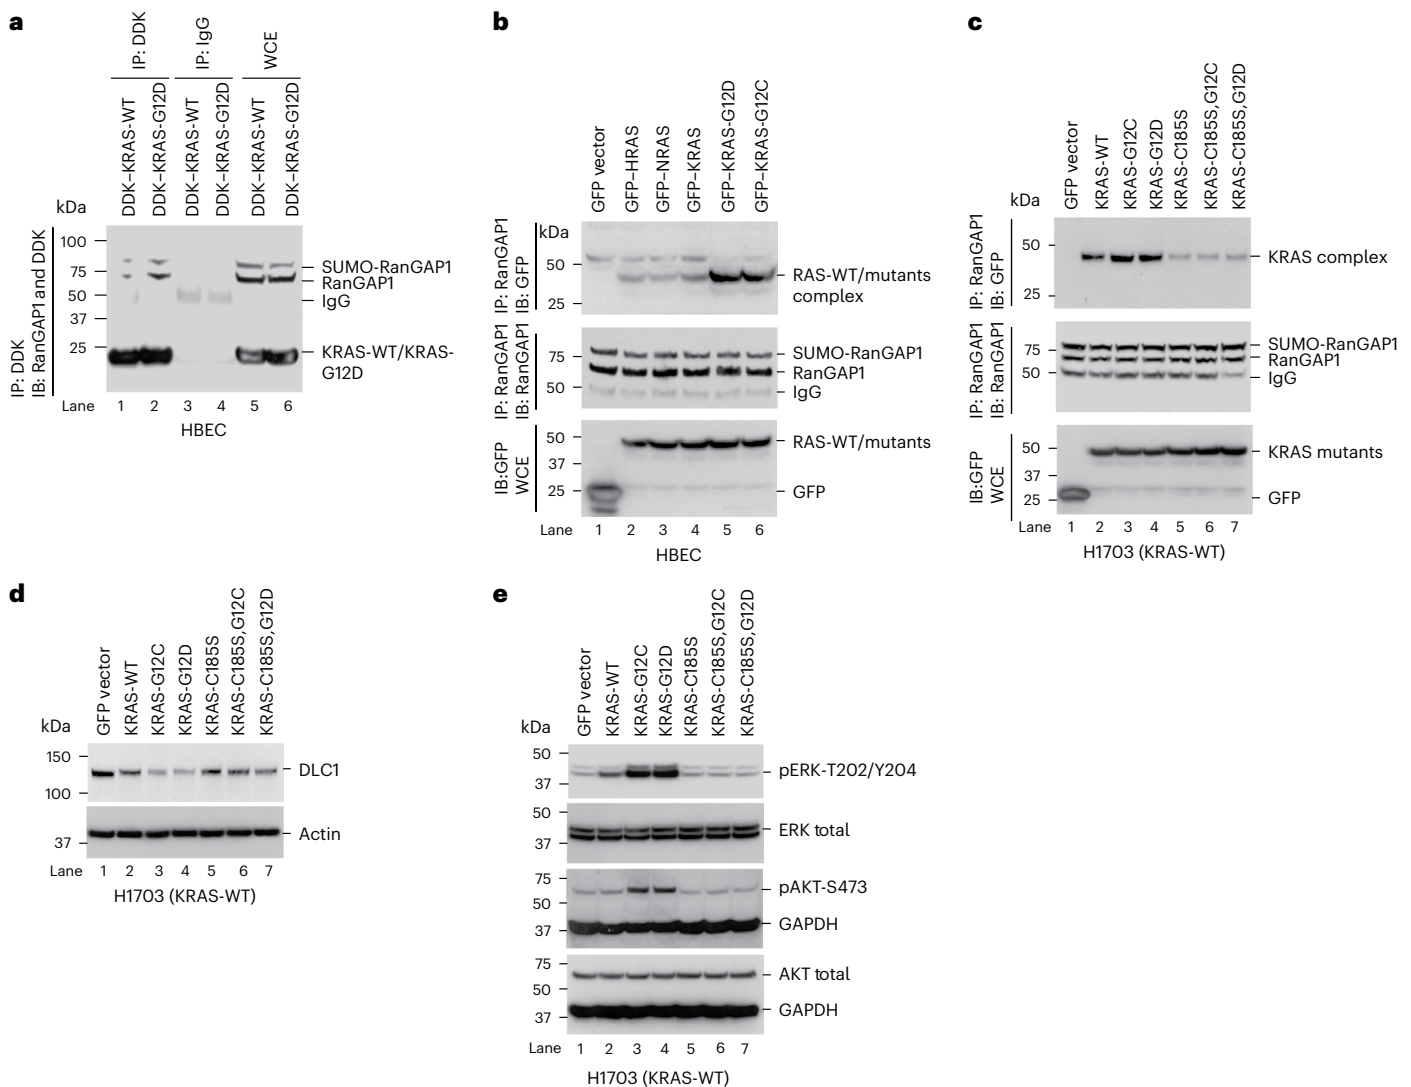 a
IP: DDK
IP: IgG
WCE
DDK–KRAS-WT
DDK–KRAS-G12D
DDK–KRAS-WT
DDK–KRAS-G12D
DDK–KRAS-WT
DDK–KRAS-G12D
kDa
IP: DDK
IB: RanGAP1 and DDK
100
75
50
37
25
SUMO-RanGAP1
RanGAP1
IgG
KRAS-WT/KRAS-
G12D
Lane 1 2 3 4 5 6
HBEC
b
GFP vector
GFP–HRAS
GFP–NRAS
GFP–KRAS
GFP–KRAS-G12D
GFP–KRAS-G12C
IP: RanGAP1
IB: GFP
kDa
50
25
RAS-WT/mutants
complex
IP: RanGAP1
IB: RanGAP1
75
50
SUMO-RanGAP1
RanGAP1
IgG
IB:GFP
WCE
50
37
25
RAS-WT/mutants
GFP
Lane 1 2 3 4 5 6
HBEC
c
GFP vector
KRAS-WT
KRAS-G12C
KRAS-G12D
KRAS-C185S
KRAS-C185S,G12C
KRAS-C185S,G12D
kDa
IP: RanGAP1
IB: GFP
50
25
KRAS complex
IP: RanGAP1
IB: RanGAP1
75
50
SUMO-RanGAP1
RanGAP1
IgG
IB:GFP
WCE
50
37
25
KRAS mutants
GFP
Lane 1 2 3 4 5 6 7
H1703 (KRAS-WT)
d
GFP vector
KRAS-WT
KRAS-G12C
KRAS-G12D
KRAS-C185S
KRAS-C185S,G12C
KRAS-C185S,G12D
kDa
150
100
DLC1
37
Actin
Lane 1 2 3 4 5 6 7
H1703 (KRAS-WT)
e
GFP vector
KRAS-WT
KRAS-G12C
KRAS-G12D
KRAS-C185S
KRAS-C185S,G12C
KRAS-C185S,G12D
kDa
50
37
pERK-T202/Y204
50
37
ERK total
75
50
37
pAKT-S473
GAPDH
75
50
37
AKT total
GAPDH
Lane 1 2 3 4 5 6 7
H1703 (KRAS-WT)